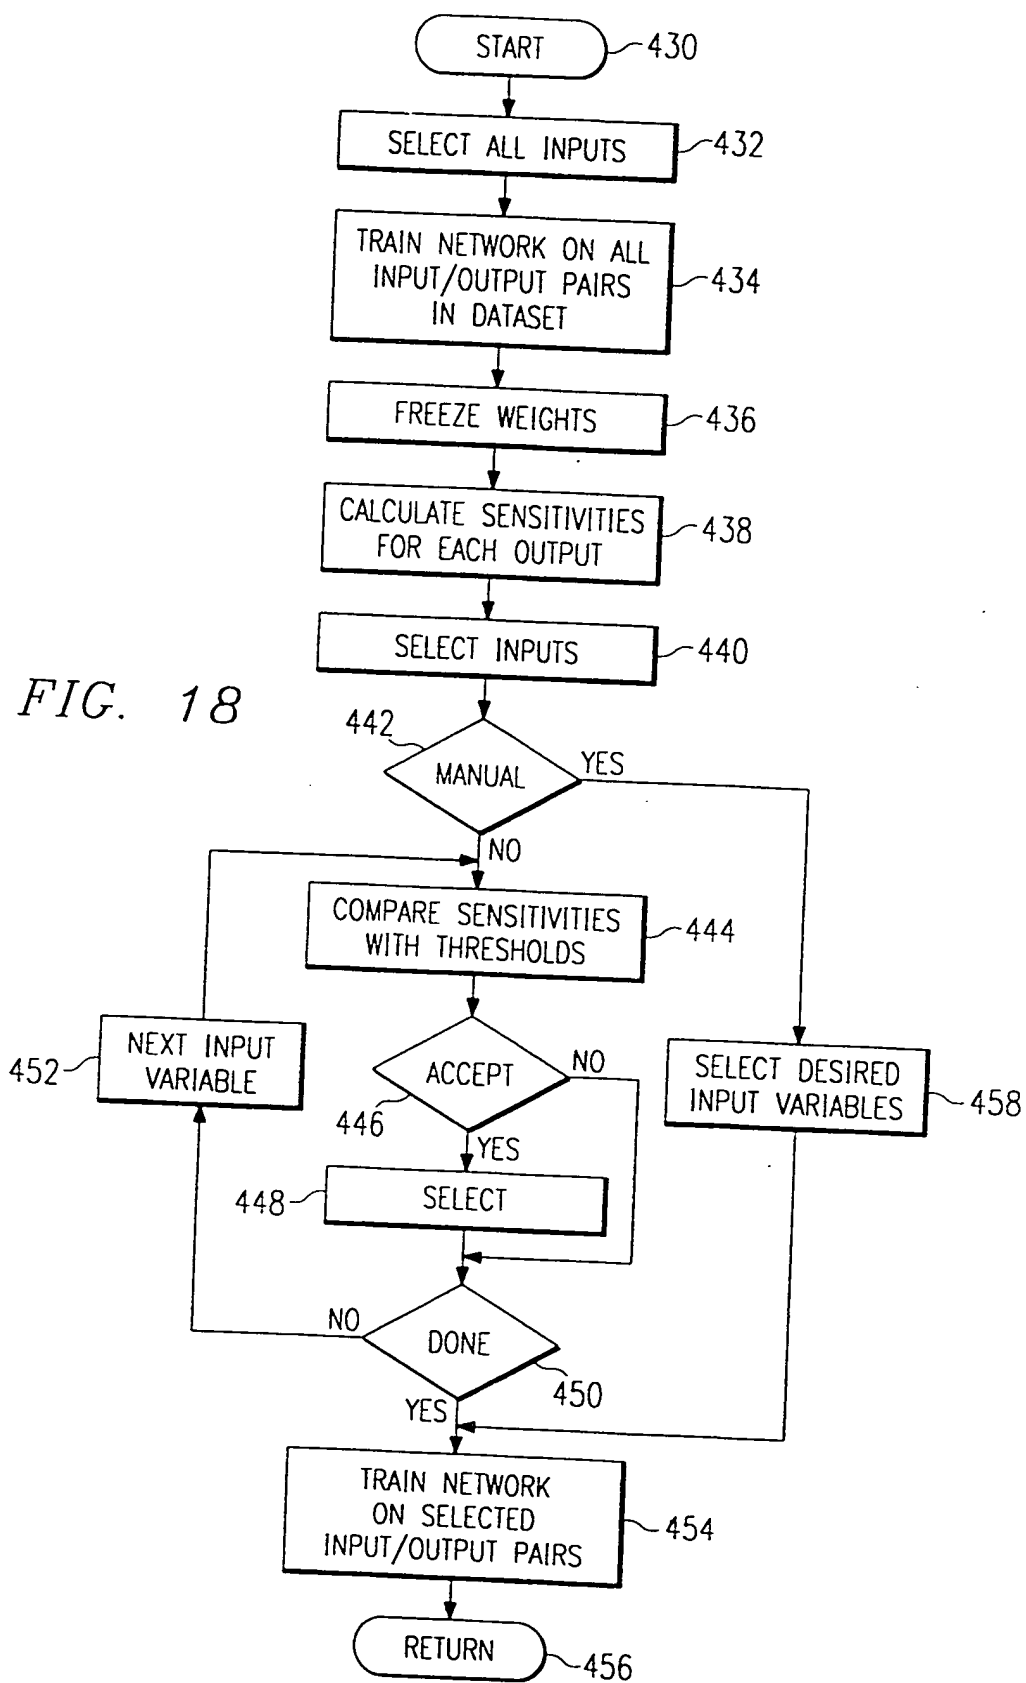 START
430
SELECT ALL INPUTS
432
TRAIN NETWORK ON ALL
INPUT/OUTPUT PAIRS
IN DATASET
434
FREEZE WEIGHTS
436
CALCULATE SENSITIVITIES
FOR EACH OUTPUT
438
SELECT INPUTS
440
FIG. 18
442
MANUAL
YES
NO
COMPARE SENSITIVITIES
WITH THRESHOLDS
444
NEXT INPUT
VARIABLE
452
ACCEPT
NO
446
YES
SELECT DESIRED
INPUT VARIABLES
458
SELECT
448
NO
DONE
450
YES
TRAIN NETWORK
ON SELECTED
INPUT/OUTPUT PAIRS
454
RETURN
456